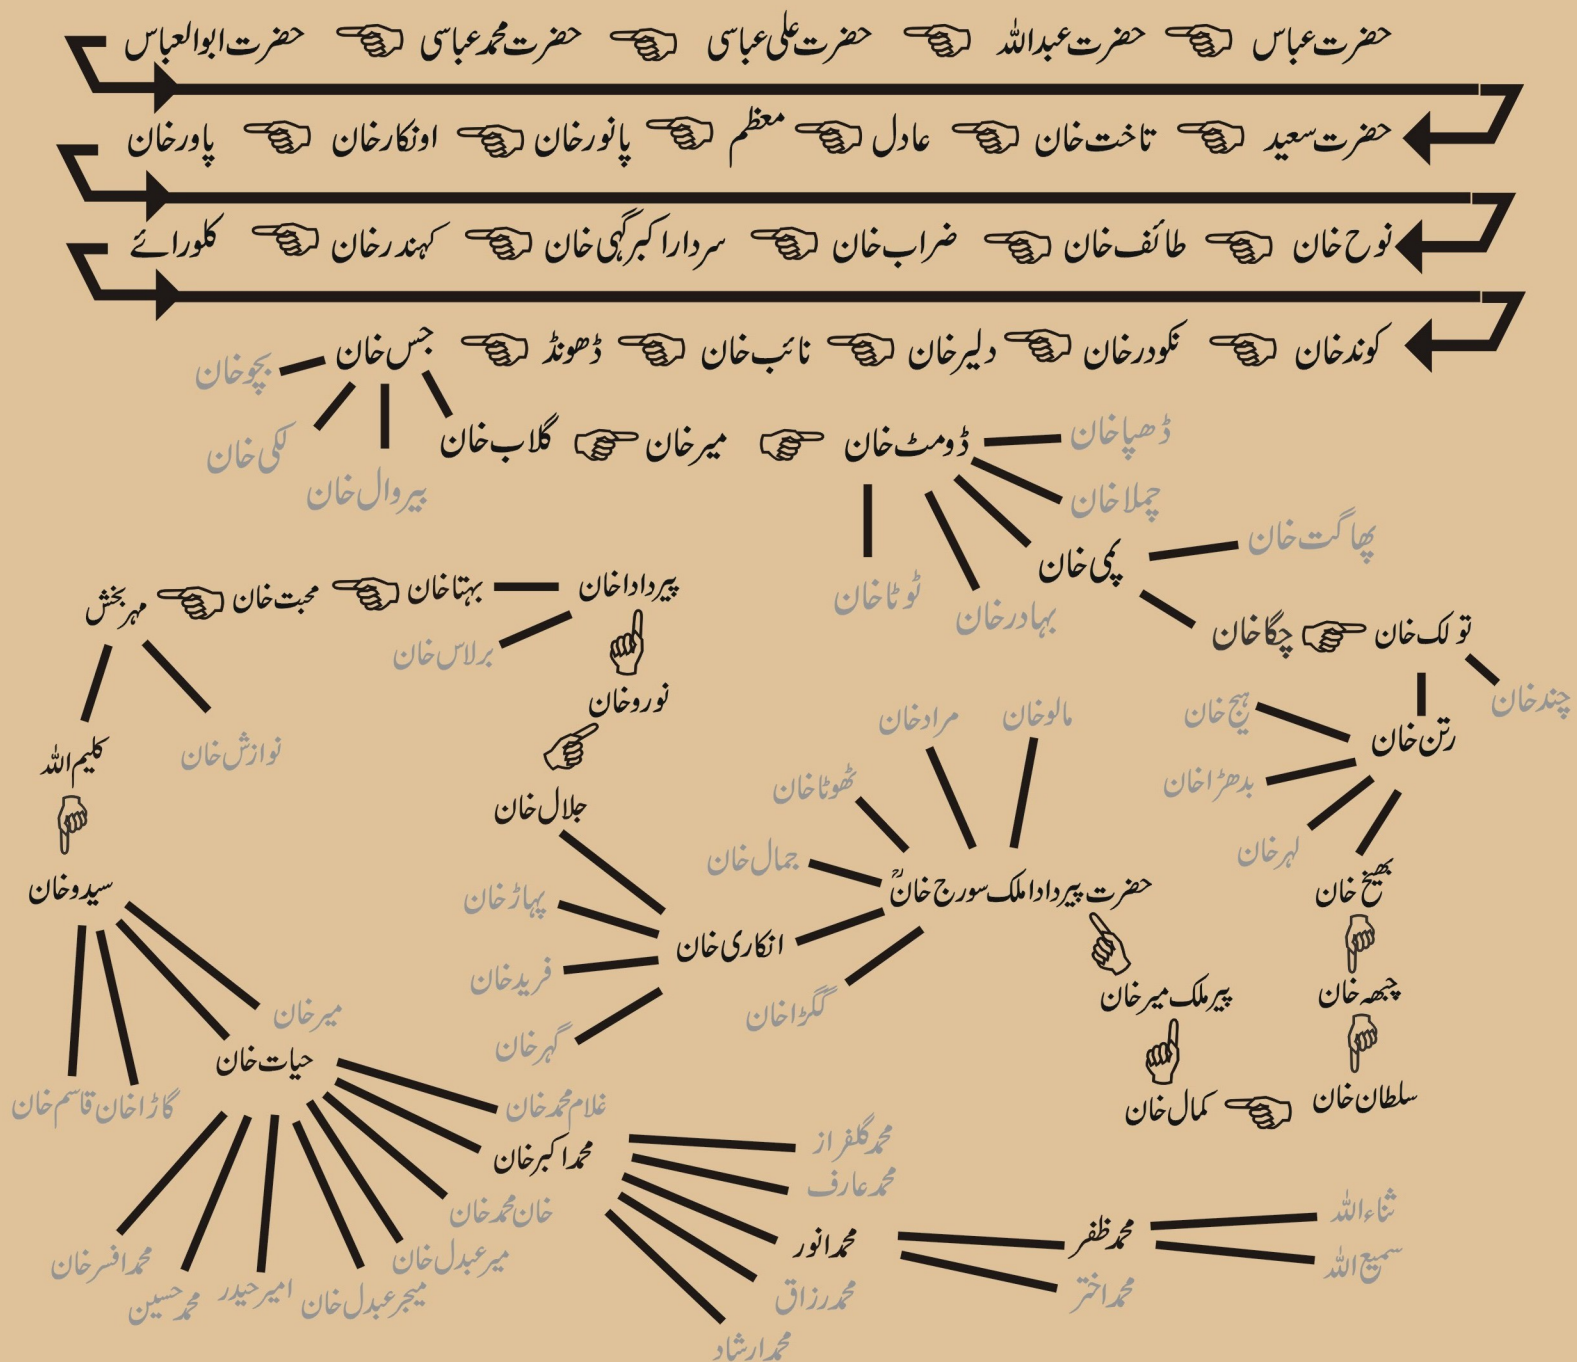 حضرت عباس حضرت عبداللہ حضرت علی عباسی حضرت محمد عباسی حضرت ابوالعباس
حضرت سعید تاخت خان عادل معظم پانور خان اونکار خان پاور خان
نوح خان طائف خان ضراب خان سردار اکبر گہی خان کہندر خان کلورائے
کوند خان نکودر خان دلیر خان نائب خان ڈھونڈ جس خان
بچو خان
لکی خان
بیروال خان
گلاب خان میر خان ڈومٹ خان
ڈھپا خان
چملا خان
پمی خان
بہادر خان
ٹوٹا خان
پھاگت خان
چگا خان تولک خان
چند خان
رتن خان
ہیج خان
بدھڑا خان
لہر خان
بھیخ خان
چبھہ خان
سلطان خان
کمال خان
پیر ملک میر خان
حضرت پیر دادا ملک سورج خانؒ
مالو خان
مراد خان
ٹھوٹا خان
جمال خان
انکاری خان
گگڑا خان
جلال خان
پہاڑ خان
فرید خان
گہر خان
نورو خان
پیر دادا خان
بہتا خان محبت خان مہر بخش
برلاس خان
نوازش خان
کلیم اللہ
سیدو خان
میر خان
حیات خان
گاڑا خان
قاسم خان
غلام محمد خان
محمد اکبر خان
خان محمد خان
میر عبدل خان
میجر عبدل خان
امیر حیدر
محمد حسین
محمد افسر خان
محمد گلفراز
محمد عارف
محمد انور
محمد رزاق
محمد ارشاد
محمد ظفر
محمد اختر
ثناءاللہ
سمیع اللہ